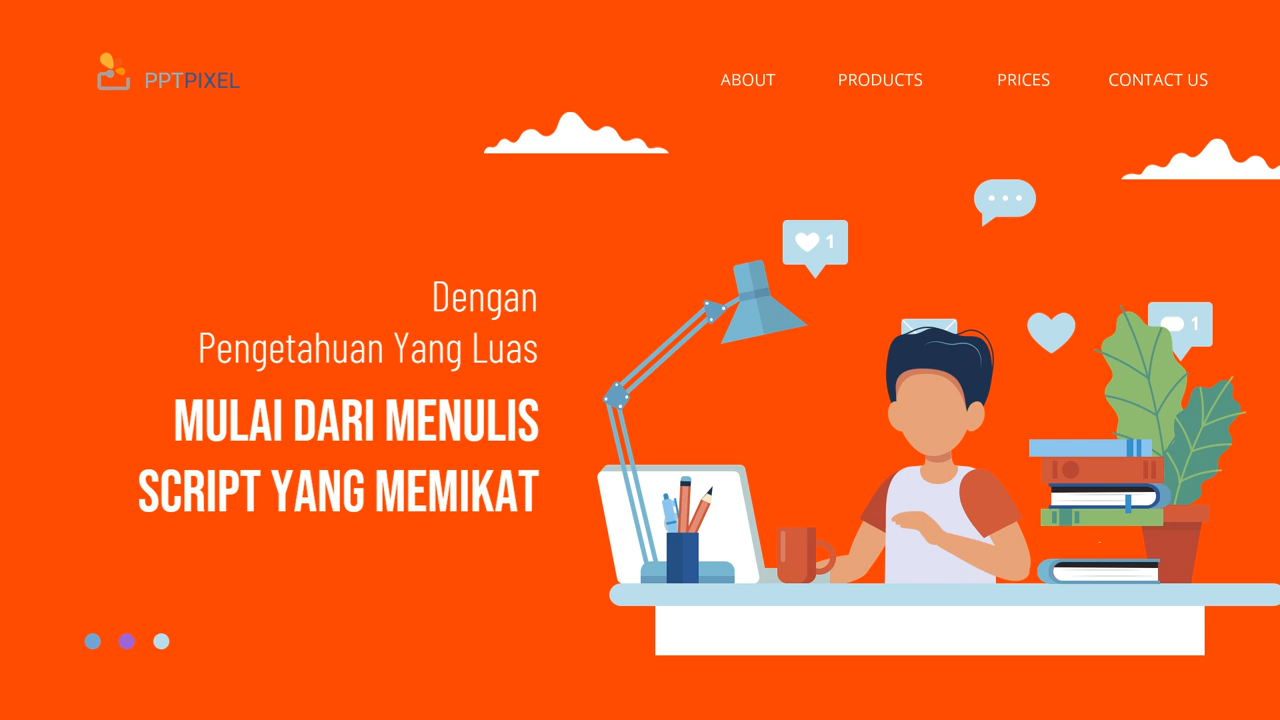 PPTPIXEL
ABOUT PRODUCTS PRICES CONTACT US
1
1
Dengan
Pengetahuan Yang Luas
MULAI DARI MENULIS
SCRIPT YANG MEMIKAT